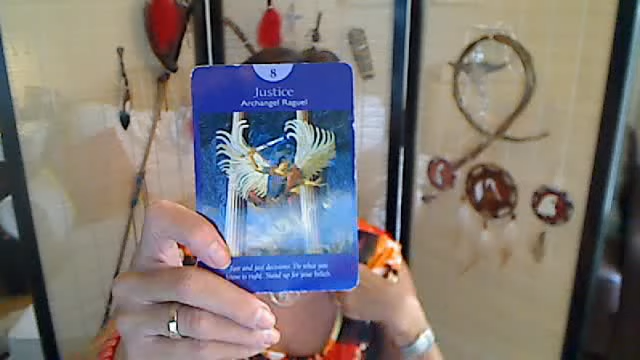 8
Justice
Archangel Raguel
Fair and just decisions. Do what you
know is right. Stand up for your beliefs.